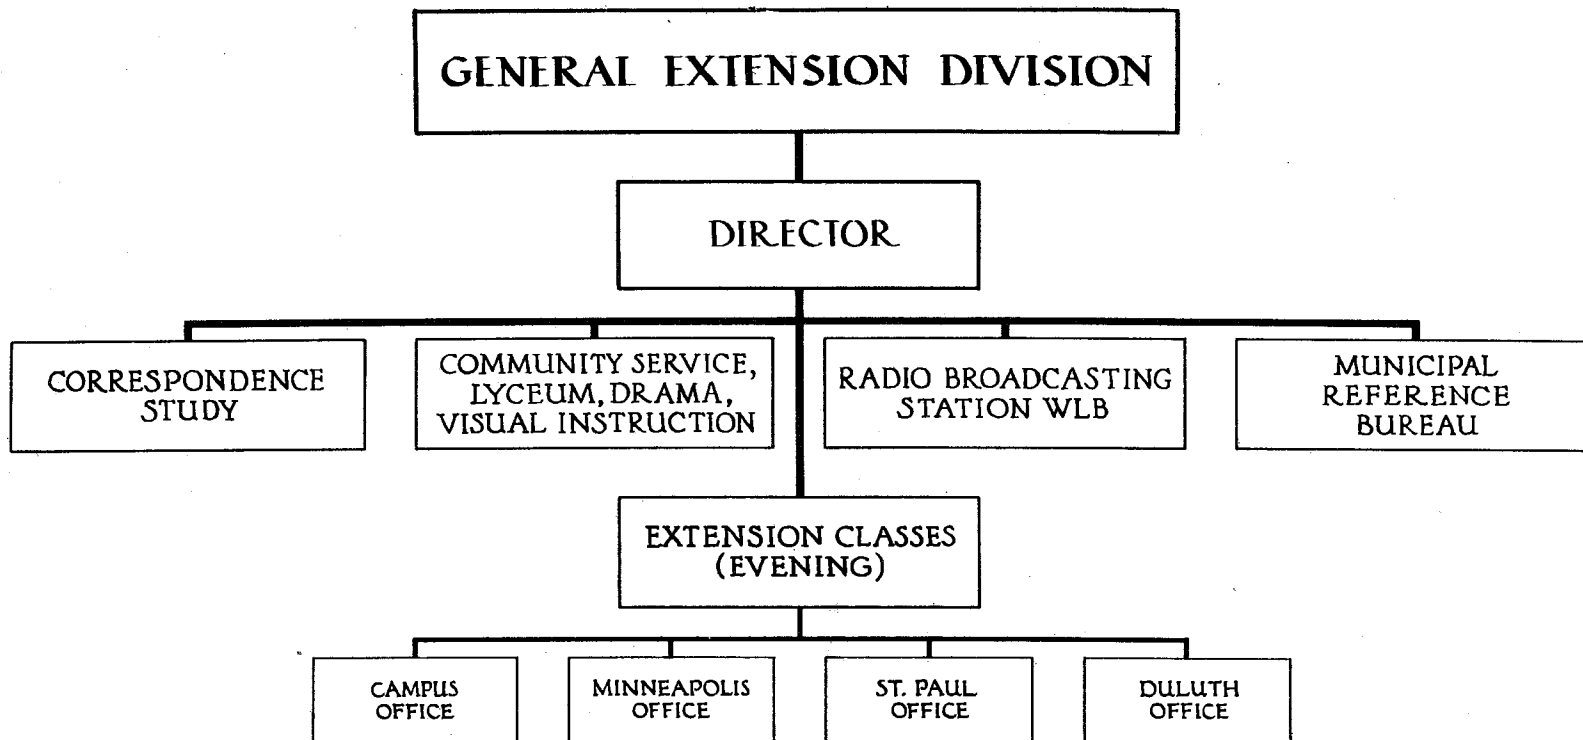 GENERAL EXTENSION DIVISION
DIRECTOR
CORRESPONDENCE
STUDY
COMMUNITY SERVICE,
LYCEUM, DRAMA,
VISUAL INSTRUCTION
RADIO BROADCASTING
STATION WLB
MUNICIPAL
REFERENCE
BUREAU
EXTENSION CLASSES
(EVENING)
CAMPUS
OFFICE
MINNEAPOLIS
OFFICE
ST. PAUL
OFFICE
DULUTH
OFFICE